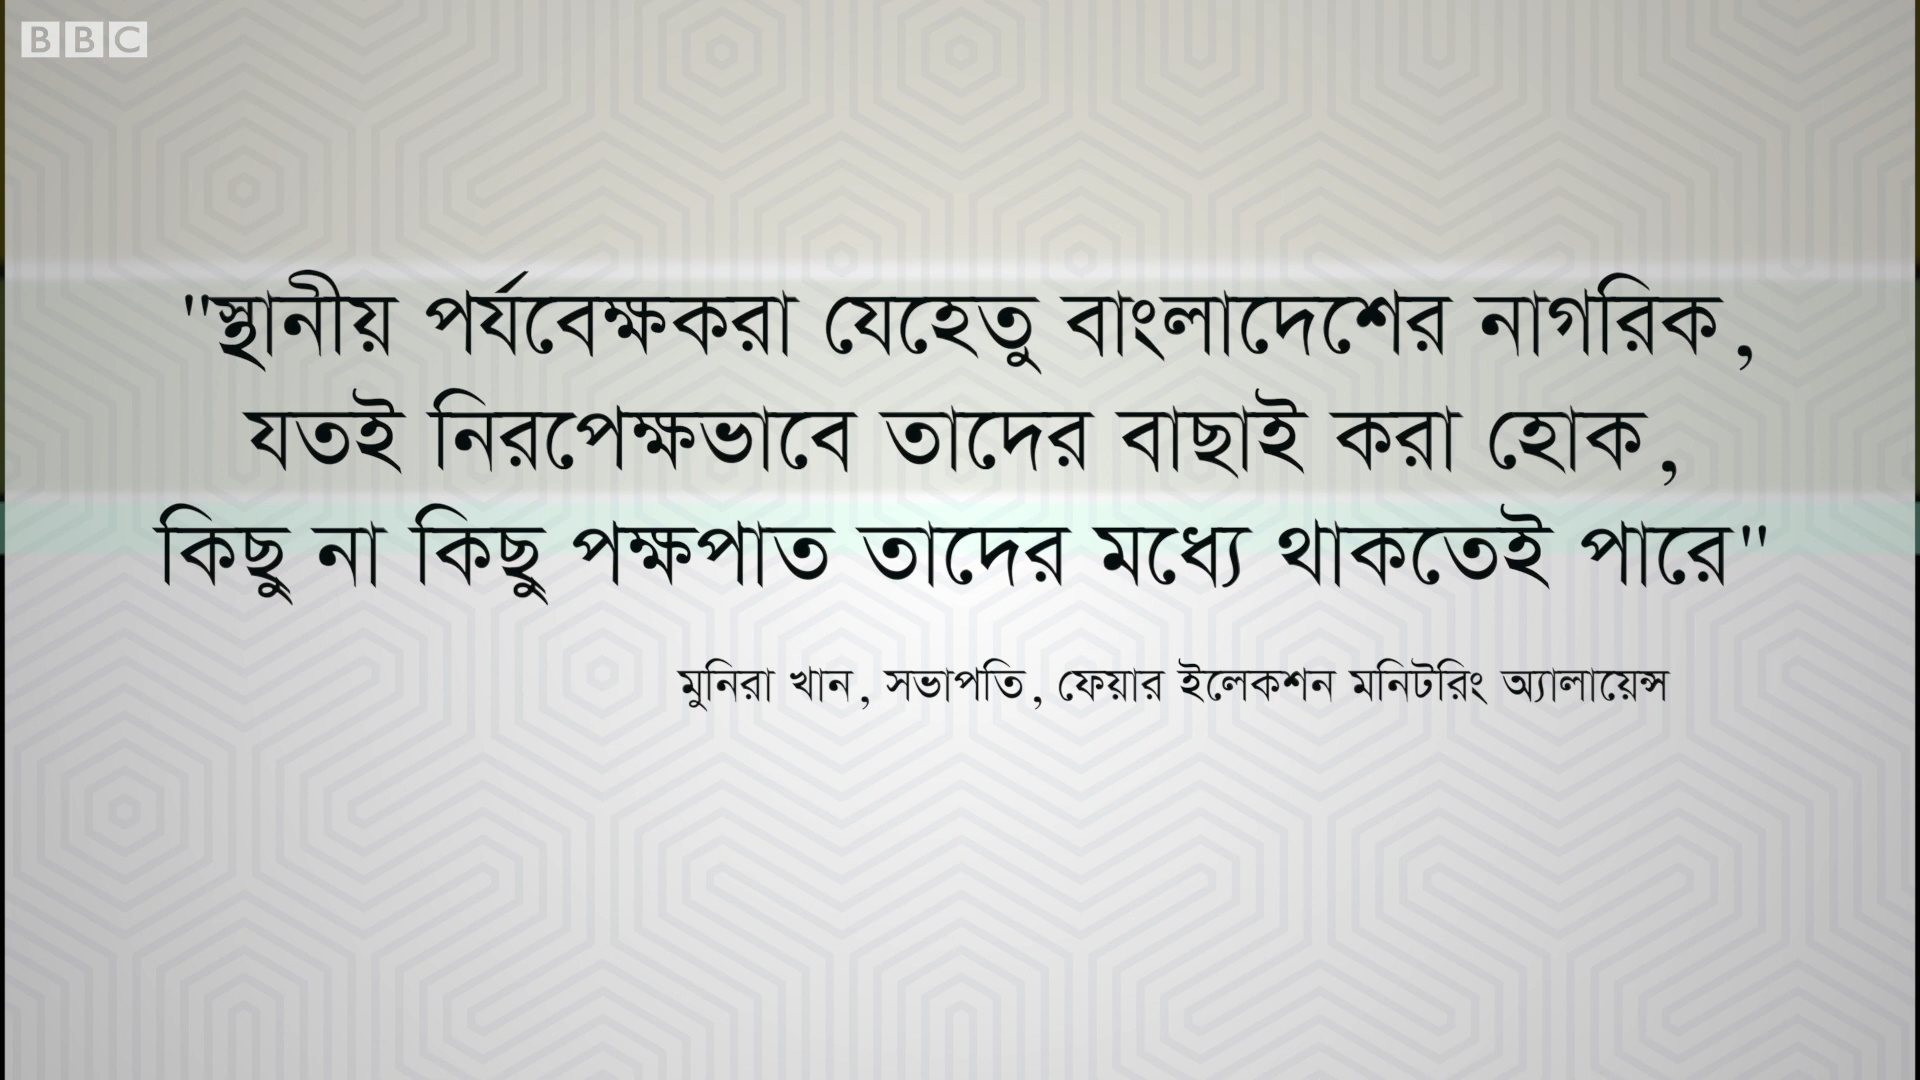 BBC
"স্থানীয় পর্যবেক্ষকরা যেহেতু বাংলাদেশের নাগরিক,
যতই নিরপেক্ষভাবে তাদের বাছাই করা হোক,
কিছু না কিছু পক্ষপাত তাদের মধ্যে থাকতেই পারে"
মুনিরা খান, সভাপতি, ফেয়ার ইলেকশন মনিটরিং অ্যালায়েন্স